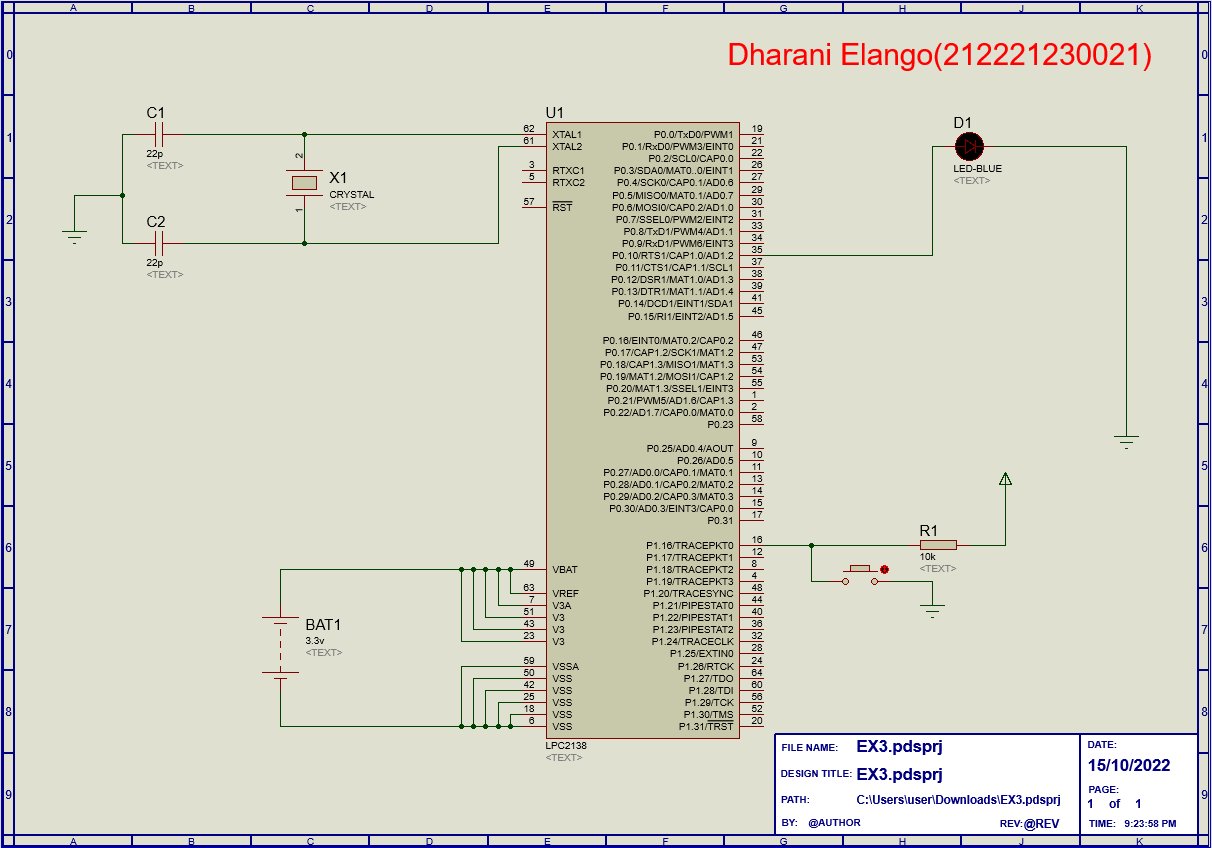 A B C D E F G H J K
Dharani Elango(212221230021)
0 0
1 1
2 2
3 3
4 4
5 5
6 6
7 7
8 8
9 9
C1
22p
<TEXT>
C2
22p
<TEXT>
2
X1
CRYSTAL
<TEXT>
1
U1
62 XTAL1
61 XTAL2
3 RTXC1
5 RTXC2
57 RST
49 VBAT
63 VREF
7 V3A
51 V3
43 V3
23 V3
59 VSSA
50 VSS
42 VSS
25 VSS
18 VSS
6 VSS
P0.0/TxD0/PWM1 19
P0.1/RxD0/PWM3/EINT0 21
P0.2/SCL0/CAP0.0 22
P0.3/SDA0/MAT0..0/EINT1 26
P0.4/SCK0/CAP0.1/AD0.6 27
P0.5/MISO0/MAT0.1/AD0.7 29
P0.6/MOSI0/CAP0.2/AD1.0 30
P0.7/SSEL0/PWM2/EINT2 31
P0.8/TxD1/PWM4/AD1.1 33
P0.9/RxD1/PWM6/EINT3 34
P0.10/RTS1/CAP1.0/AD1.2 35
P0.11/CTS1/CAP1.1/SCL1 37
P0.12/DSR1/MAT1.0/AD1.3 38
P0.13/DTR1/MAT1.1/AD1.4 39
P0.14/DCD1/EINT1/SDA1 41
P0.15/RI1/EINT2/AD1.5 45
P0.16/EINT0/MAT0.2/CAP0.2 46
P0.17/CAP1.2/SCK1/MAT1.2 47
P0.18/CAP1.3/MISO1/MAT1.3 53
P0.19/MAT1.2/MOSI1/CAP1.2 54
P0.20/MAT1.3/SSEL1/EINT3 55
P0.21/PWM5/AD1.6/CAP1.3 1
P0.22/AD1.7/CAP0.0/MAT0.0 2
P0.23 58
P0.25/AD0.4/AOUT 9
P0.26/AD0.5 10
P0.27/AD0.0/CAP0.1/MAT0.1 11
P0.28/AD0.1/CAP0.2/MAT0.2 13
P0.29/AD0.2/CAP0.3/MAT0.3 14
P0.30/AD0.3/EINT3/CAP0.0 15
P0.31 17
P1.16/TRACEPKT0 16
P1.17/TRACEPKT1 12
P1.18/TRACEPKT2 8
P1.19/TRACEPKT3 4
P1.20/TRACESYNC 48
P1.21/PIPESTAT0 44
P1.22/PIPESTAT1 40
P1.23/PIPESTAT2 36
P1.24/TRACECLK 32
P1.25/EXTIN0 28
P1.26/RTCK 24
P1.27/TDO 64
P1.28/TDI 60
P1.29/TCK 56
P1.30/TMS 52
P1.31/TRST 20
LPC2138
<TEXT>
D1
LED-BLUE
<TEXT>
R1
10k
<TEXT>
BAT1
3.3v
<TEXT>
FILE NAME: EX3.pdsprj
DESIGN TITLE: EX3.pdsprj
PATH: C:\Users\user\Downloads\EX3.pdsprj
BY: @AUTHOR REV:@REV
DATE:
15/10/2022
PAGE:
1 of 1
TIME: 9:23:58 PM
A B C D E F G H J K